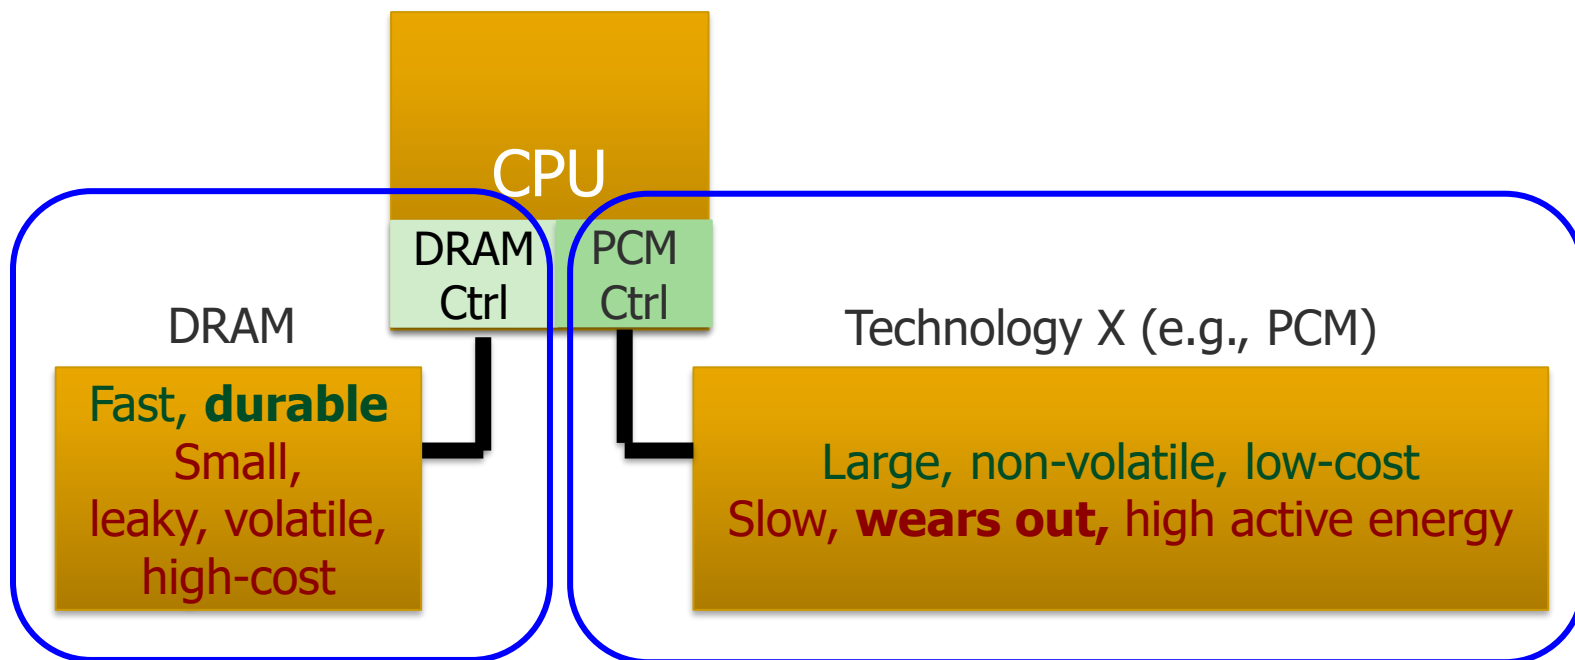 CPU
DRAM
Ctrl
PCM
Ctrl
DRAM
Fast, durable
Small,
leaky, volatile,
high-cost
Technology X (e.g., PCM)
Large, non-volatile, low-cost
Slow, wears out, high active energy